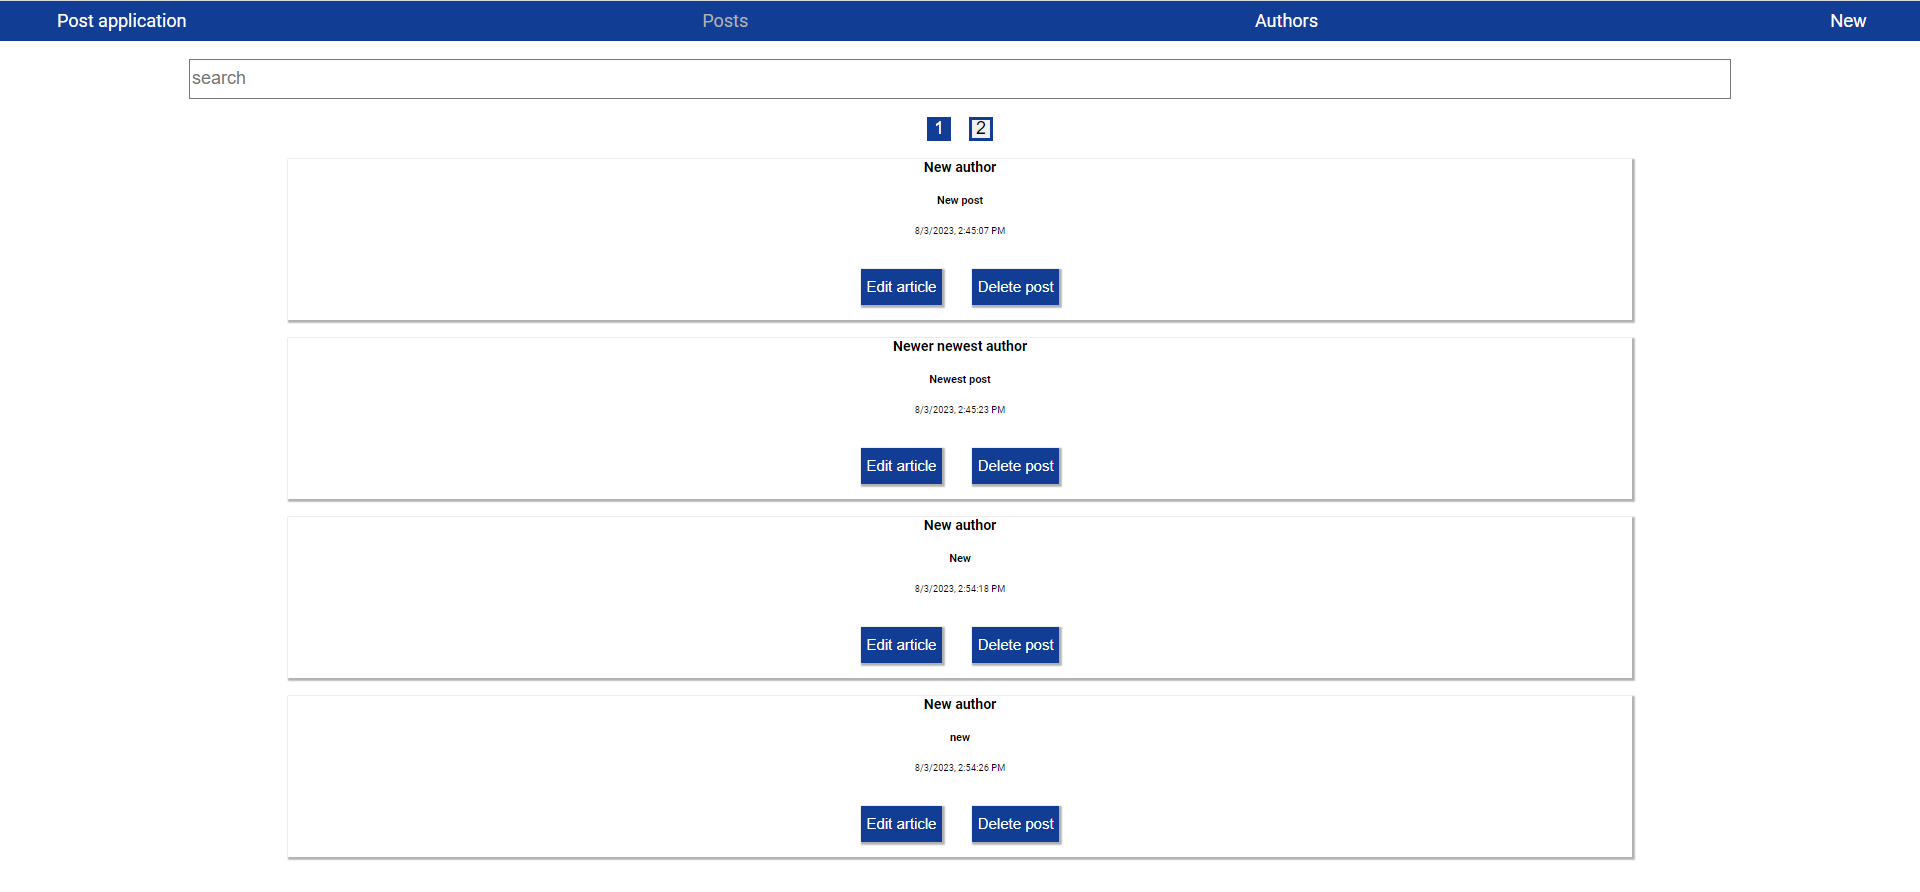 Post application Posts Authors New
search
1 2
New author
New post
8/3/2023, 2:45:07 PM
Edit article Delete post
Newer newest author
Newest post
8/3/2023, 2:45:23 PM
Edit article Delete post
New author
New
8/3/2023, 2:54:18 PM
Edit article Delete post
New author
new
8/3/2023, 2:54:26 PM
Edit article Delete post